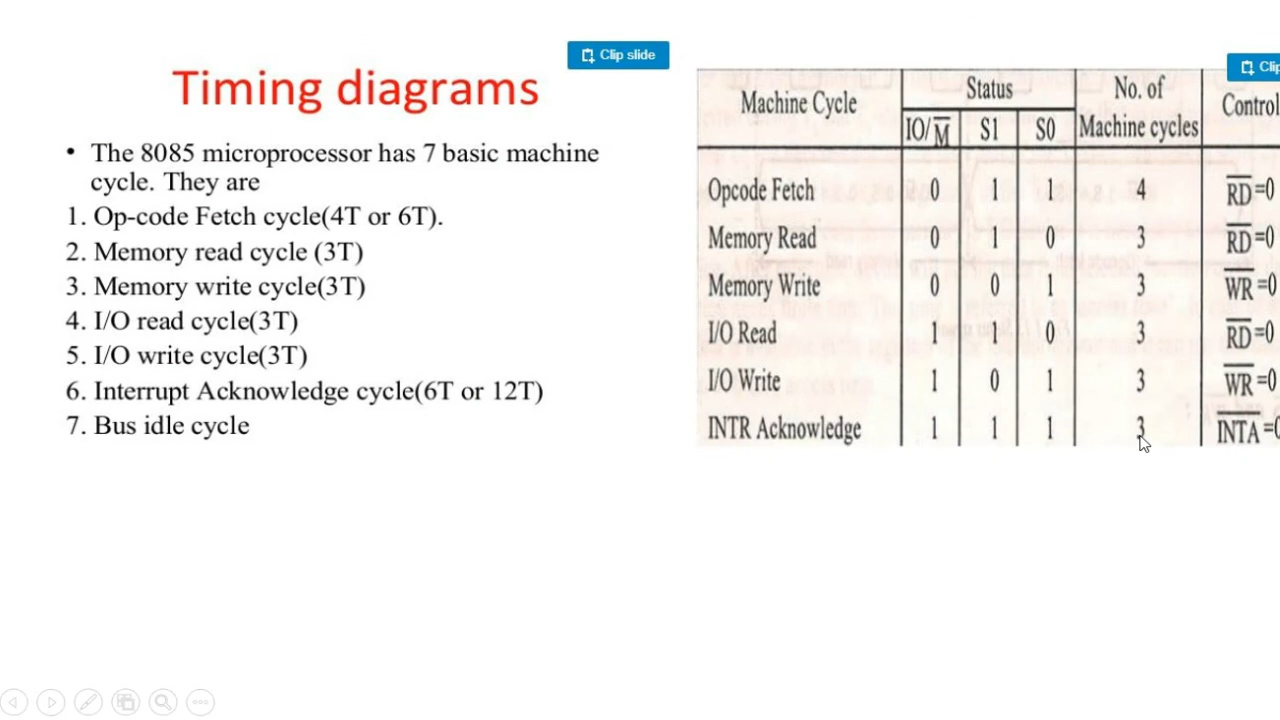 Clip slide
Timing diagrams
• The 8085 microprocessor has 7 basic machine
cycle. They are
1. Op-code Fetch cycle(4T or 6T).
2. Memory read cycle (3T)
3. Memory write cycle(3T)
4. I/O read cycle(3T)
5. I/O write cycle(3T)
6. Interrupt Acknowledge cycle(6T or 12T)
7. Bus idle cycle
Clip
Machine Cycle Status No. of Machine cycles Control
IO/M̅ S1 S0
Opcode Fetch 0 1 1 4 R̅D̅=0
Memory Read 0 1 0 3 R̅D̅=0
Memory Write 0 0 1 3 W̅R̅=0
I/O Read 1 1 0 3 R̅D̅=0
I/O Write 1 0 1 3 W̅R̅=0
INTR Acknowledge 1 1 1 3 I̅N̅T̅A̅=0